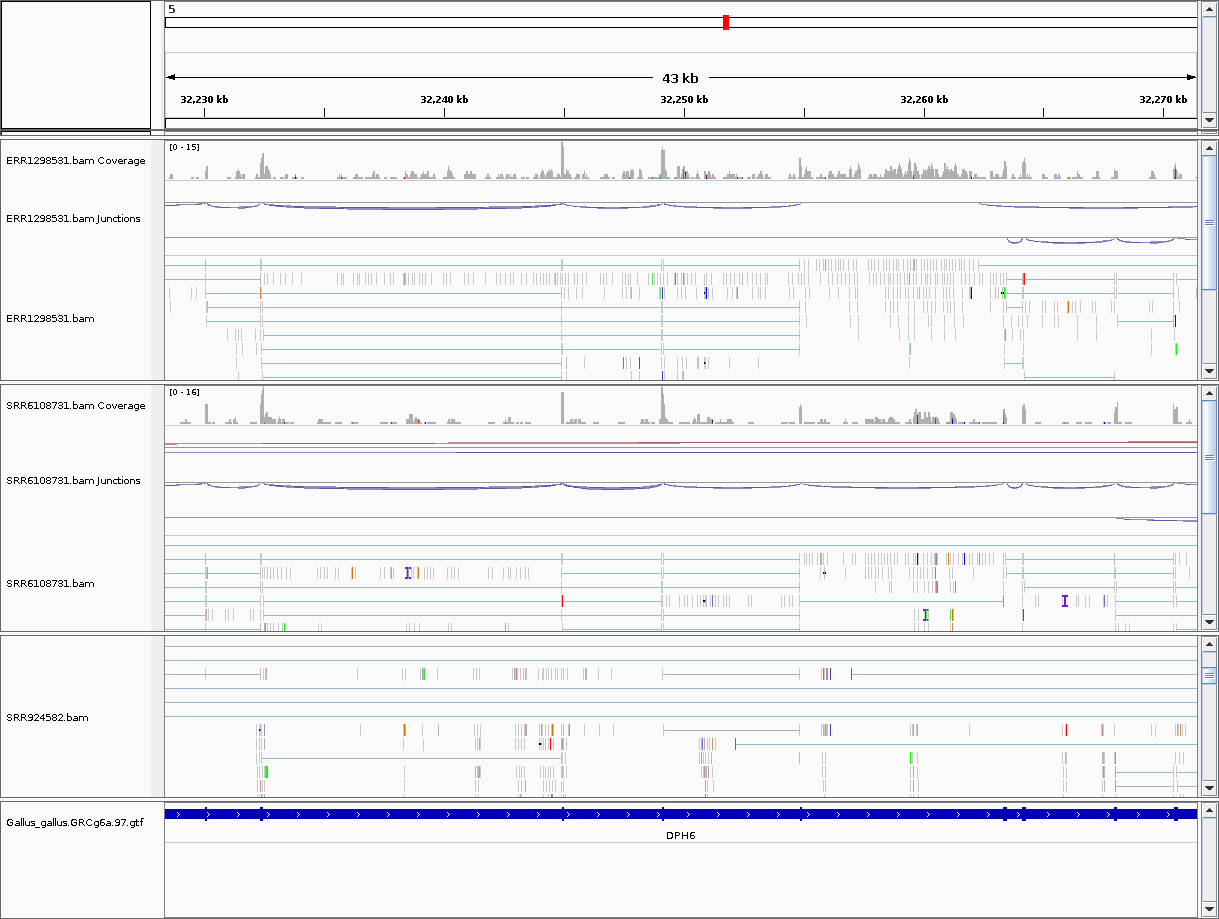 5
43 kb
32,230 kb 32,240 kb 32,250 kb 32,260 kb 32,270 kb
[0 - 15]
ERR1298531.bam Coverage
ERR1298531.bam Junctions
ERR1298531.bam
[0 - 16]
SRR6108731.bam Coverage
SRR6108731.bam Junctions
SRR6108731.bam
SRR924582.bam
Gallus_gallus.GRCg6a.97.gtf
DPH6